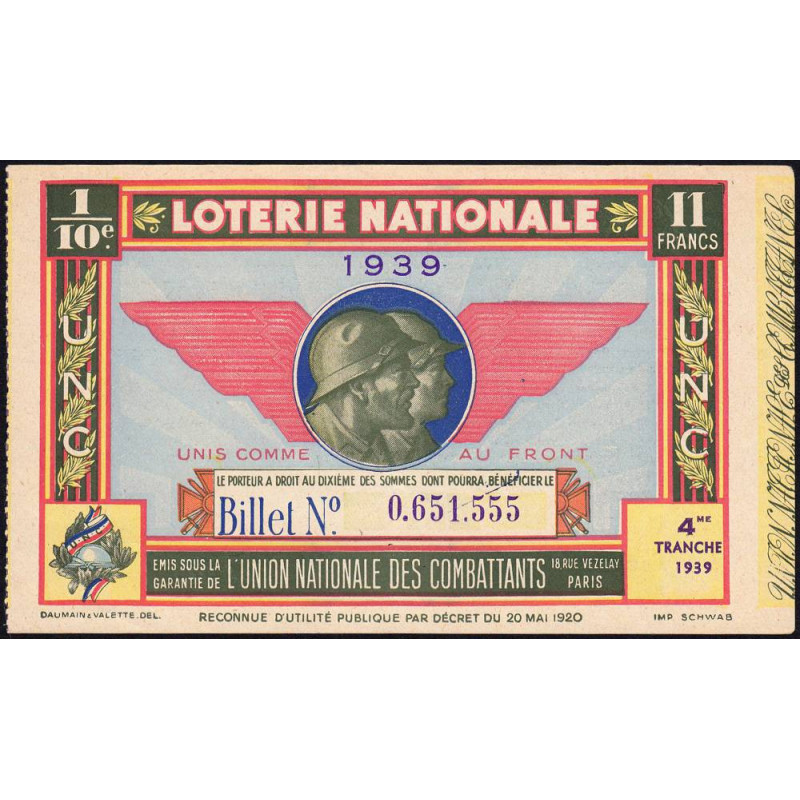 1/10e.
LOTERIE NATIONALE
11
FRANCS
1939
UNC
UNC
UNIS COMME AU FRONT
LE PORTEUR A DROIT AU DIXIÈME DES SOMMES DONT POURRA BÉNÉFICIER LE
Billet No. 0.651.555
4ME
TRANCHE
1939
EMIS SOUS LA
GARANTIE DE
L'UNION NATIONALE DES COMBATTANTS
18 RUE VEZELAY
PARIS
DAUMAIN & VALETTE. DEL.
RECONNUE D'UTILITÉ PUBLIQUE PAR DÉCRET DU 20 MAI 1920
IMP SCHWAB